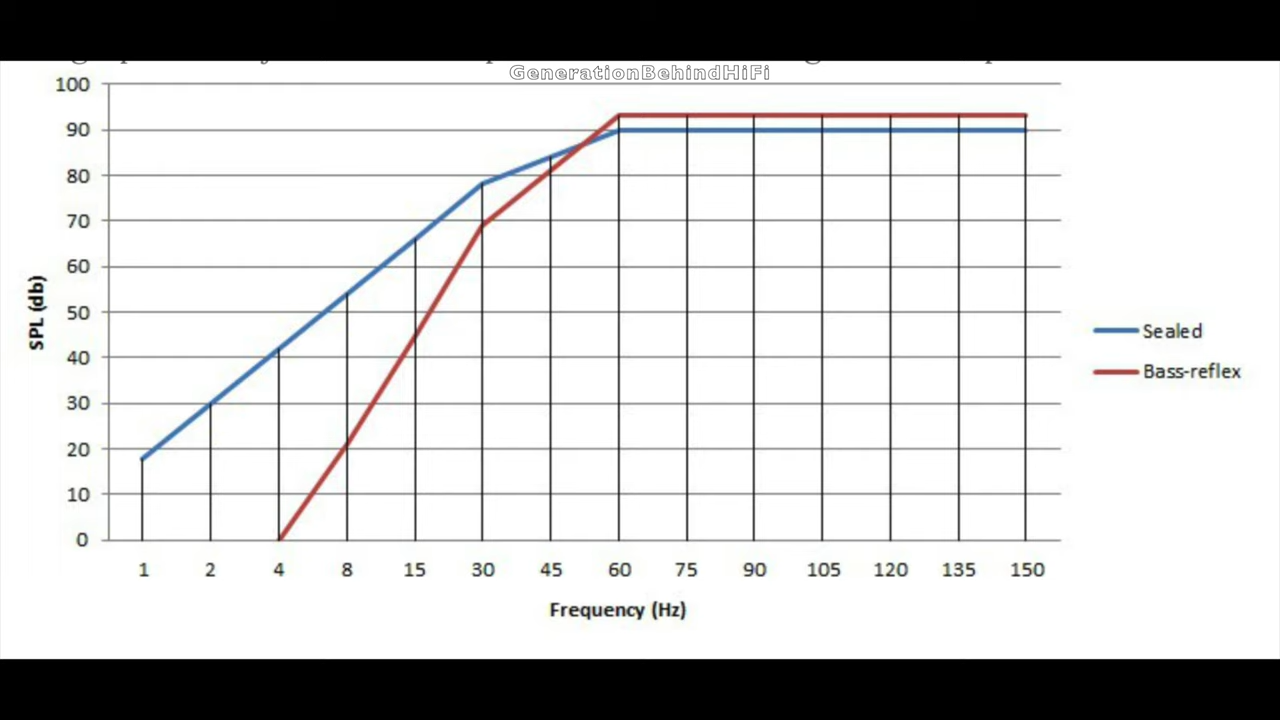 GenerationBehindHiFi
100
90
80
70
60
50
40
30
20
10
0
SPL (db)
1 2 4 8 15 30 45 60 75 90 105 120 135 150
Frequency (Hz)
Sealed
Bass-reflex